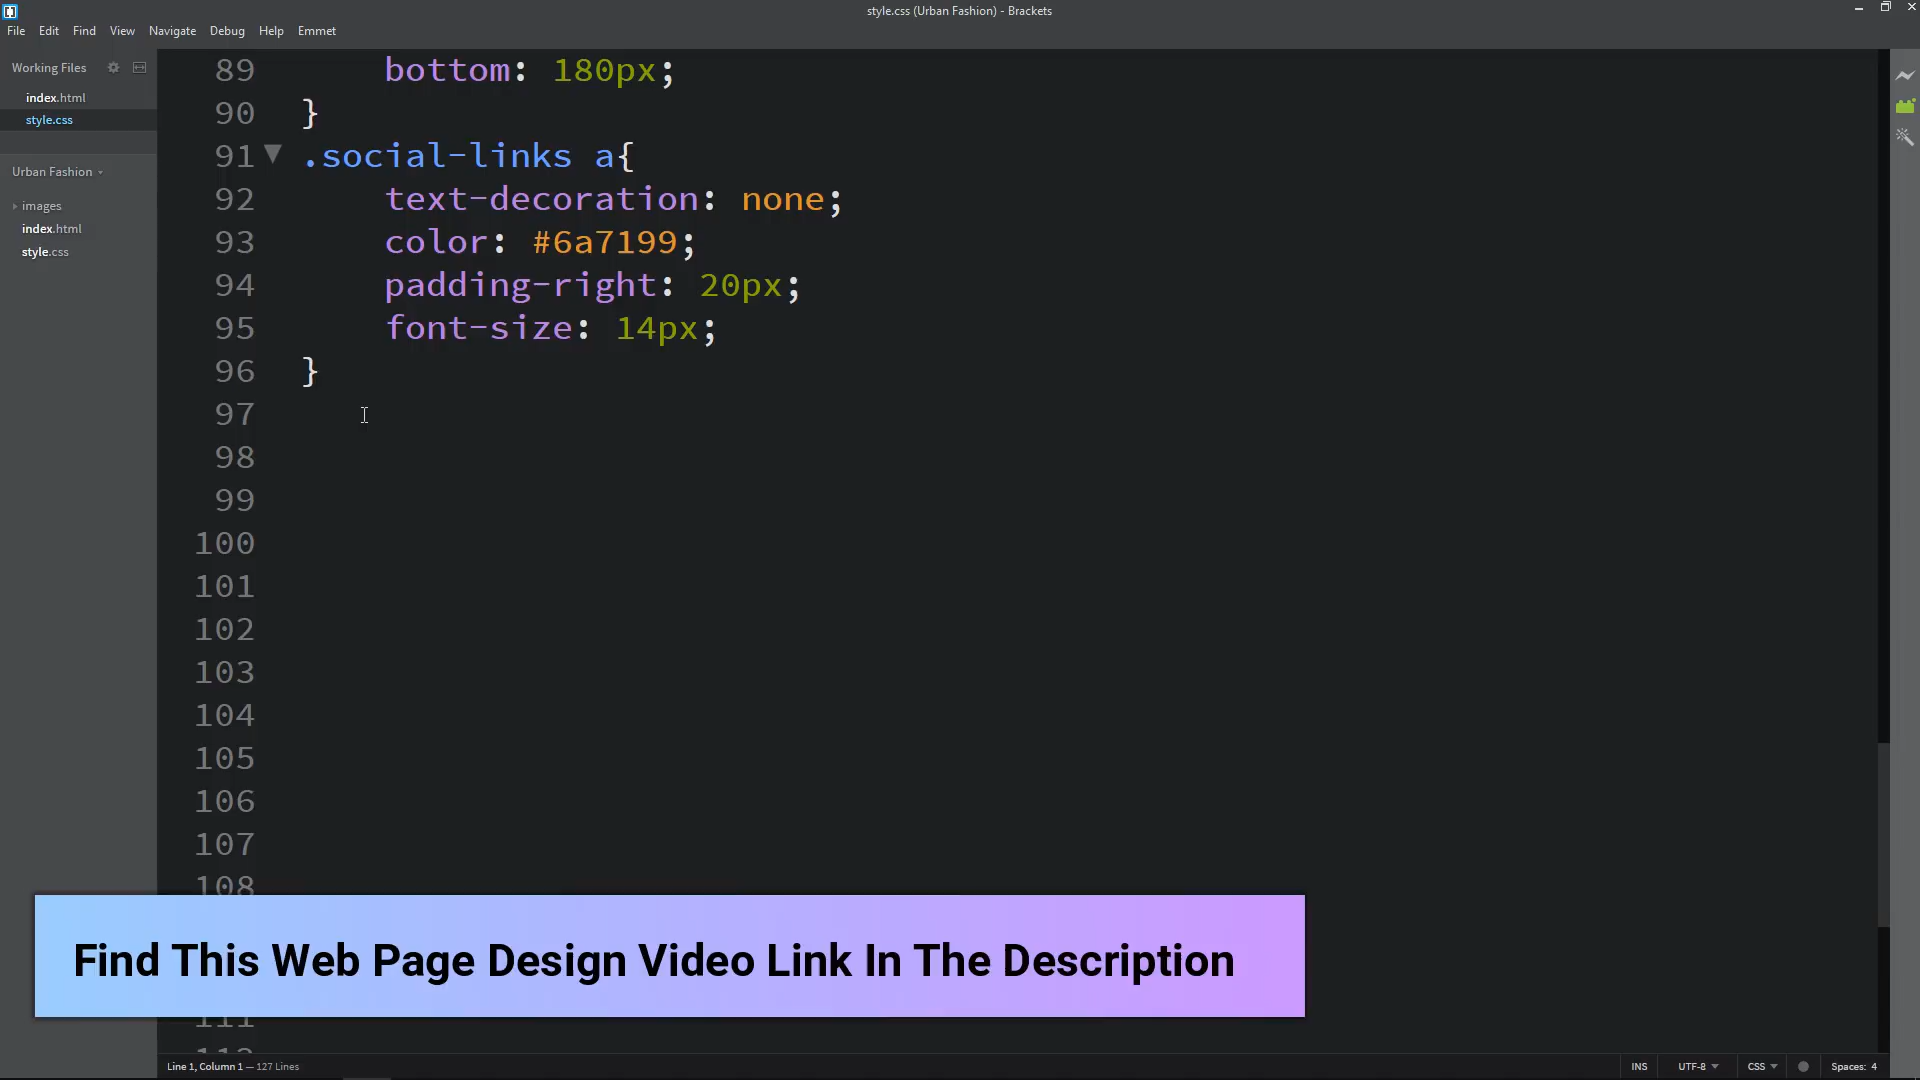 style.css (Urban Fashion) - Brackets
File Edit Find View Navigate Debug Help Emmet
Working Files
index.html
style.css
Urban Fashion
images
index.html
style.css
89 bottom: 180px;
90 }
91 .social-links a{
92 text-decoration: none;
93 color: #6a7199;
94 padding-right: 20px;
95 font-size: 14px;
96 }
97
98
99
100
101
102
103
104
105
106
107
108
Find This Web Page Design Video Link In The Description
111
112
Line 1, Column 1 — 127 Lines
INS UTF-8 CSS Spaces: 4